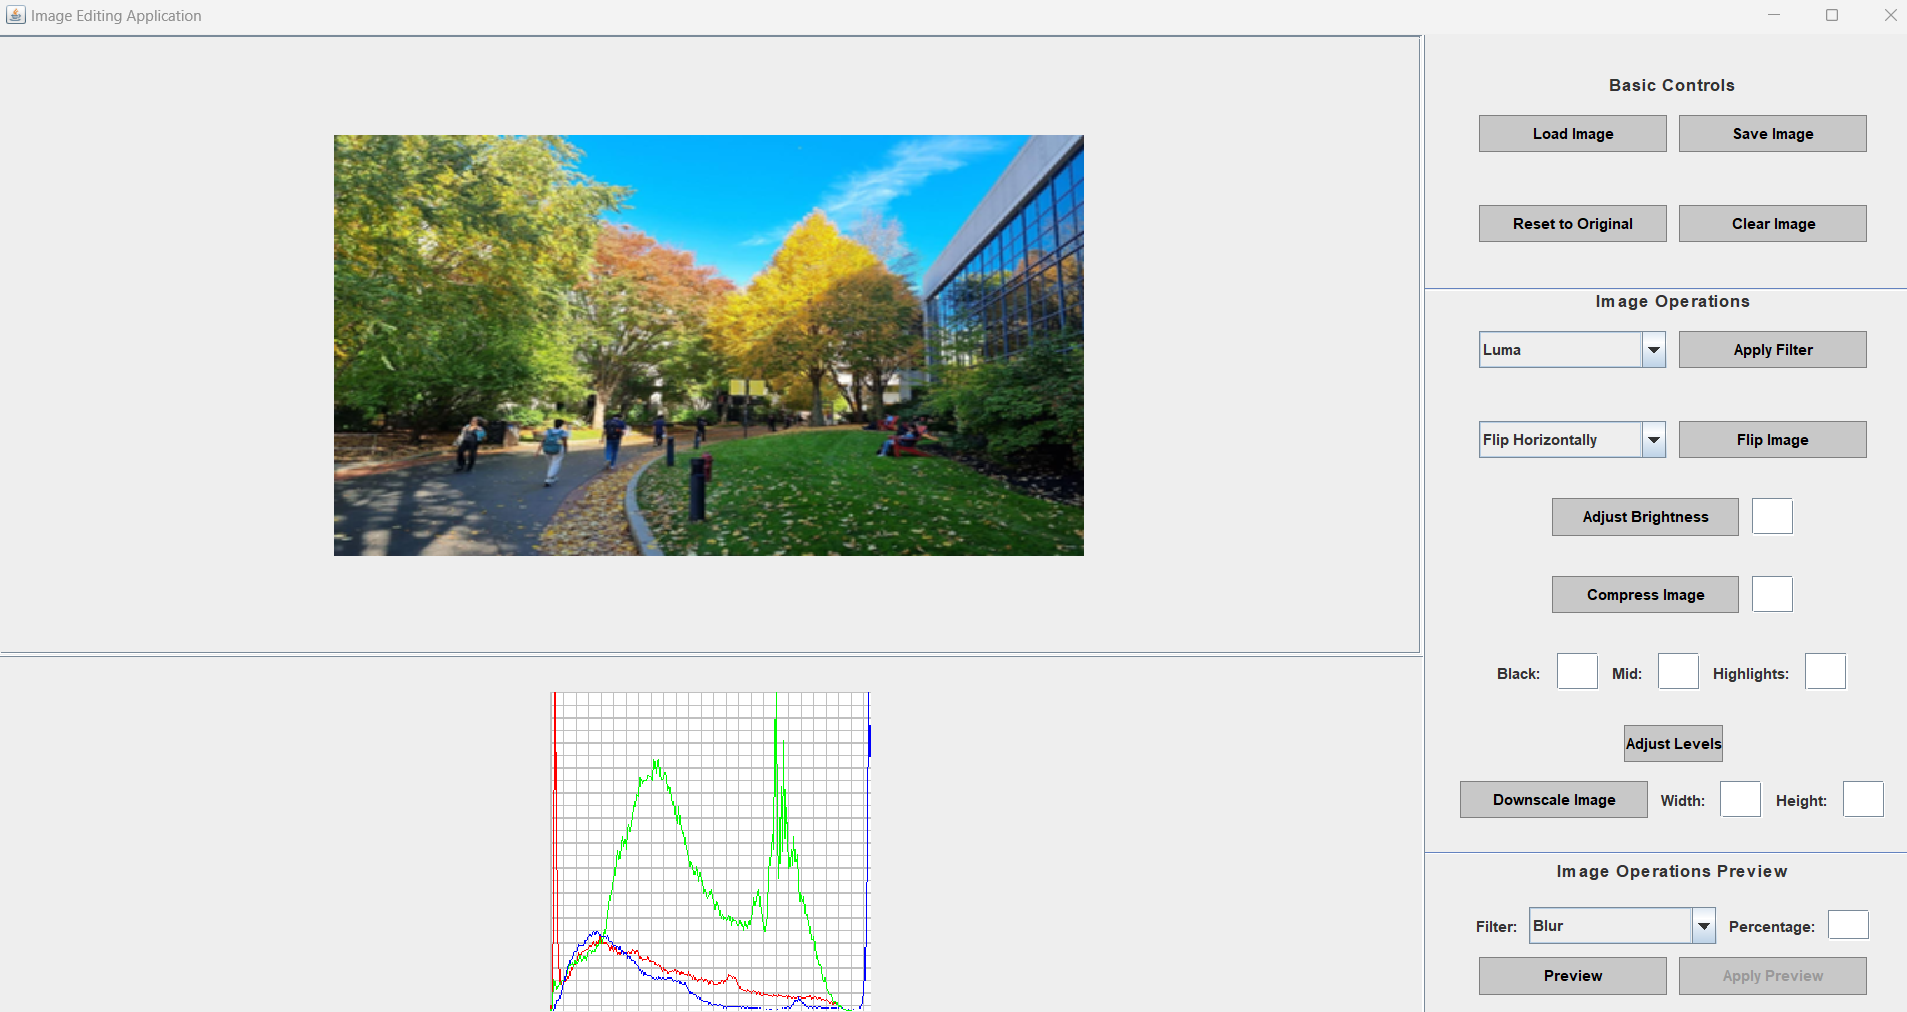 Image Editing Application
Basic Controls
Load Image Save Image
Reset to Original Clear Image
Image Operations
Luma Apply Filter
Flip Horizontally Flip Image
Adjust Brightness
Compress Image
Black: Mid: Highlights:
Adjust Levels
Downscale Image Width: Height:
Image Operations Preview
Filter: Blur Percentage:
Preview Apply Preview